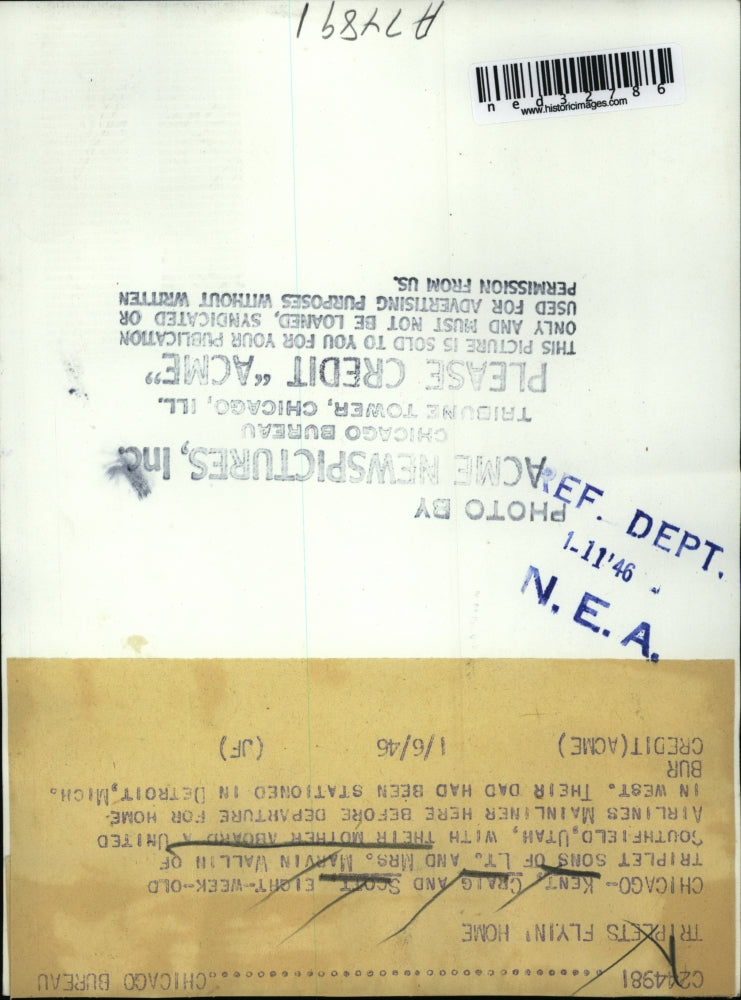 A77891
ned32786
www.historicimages.com
PHOTO BY
ACME NEWSPICTURES, Inc.
CHICAGO BUREAU
TRIBUNE TOWER, CHICAGO, ILL.
PLEASE CREDIT "ACME"
THIS PICTURE IS SOLD TO YOU FOR YOUR PUBLICATION
ONLY AND MUST NOT BE LOANED, SYNDICATED OR
USED FOR ADVERTISING PURPOSES WITHOUT WRITTEN
PERMISSION FROM US.
REF. DEPT.
1-11'46
N.E.A.
C244981....................................CHICAGO BUREAU
TRIPLETS FLYIN' HOME
CHICAGO-- KENT, CRAIG AND SCOTT, EIGHT-WEEK-OLD
TRIPLET SONS OF LT. AND MRS. MARVIN WALLIN OF
SOUTHFIELD,UTAH, WITH THEIR MOTHER ABOARD A UNITED
AIRLINES MAINLINER HERE BEFORE DEPARTURE FOR HOME
IN WEST. THEIR DAD HAD BEEN STATIONED IN DETROIT,MICH.
BUR
CREDIT(ACME) 1/6/46 (JF)